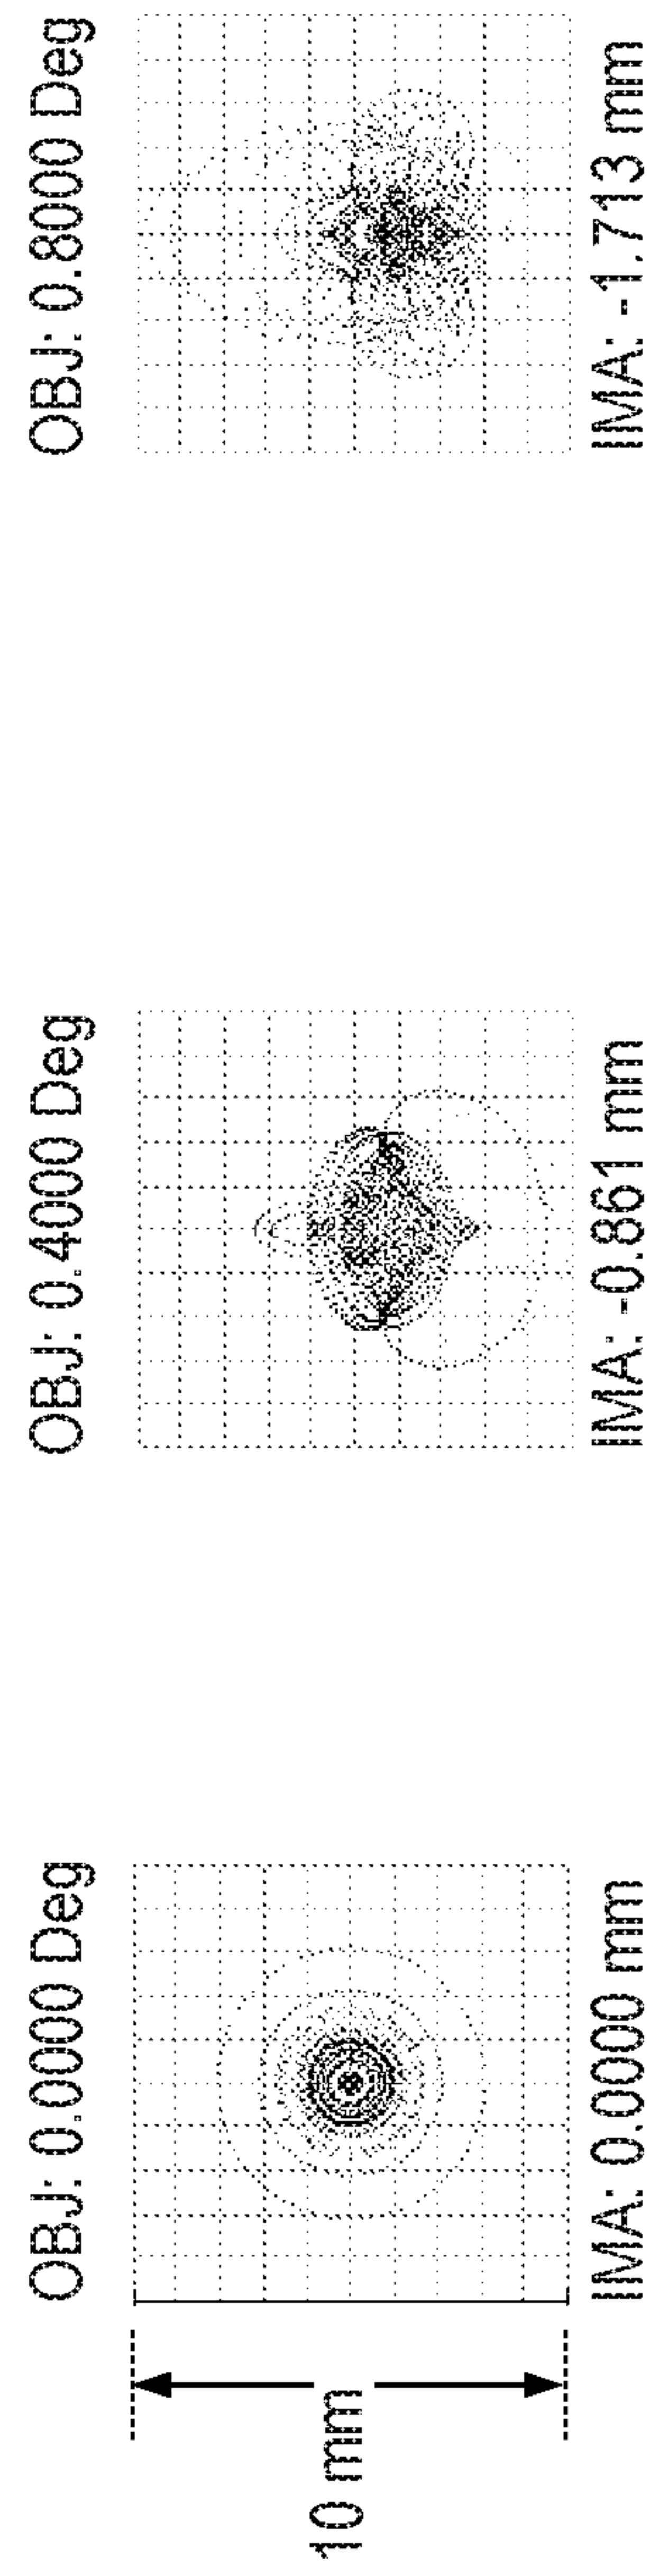 OBJ: 0.0000 Deg
OBJ: 0.4000 Deg
OBJ: 0.8000 Deg
10 mm
IMA: 0.0000 mm
IMA: -0.861 mm
IMA: -1.713 mm